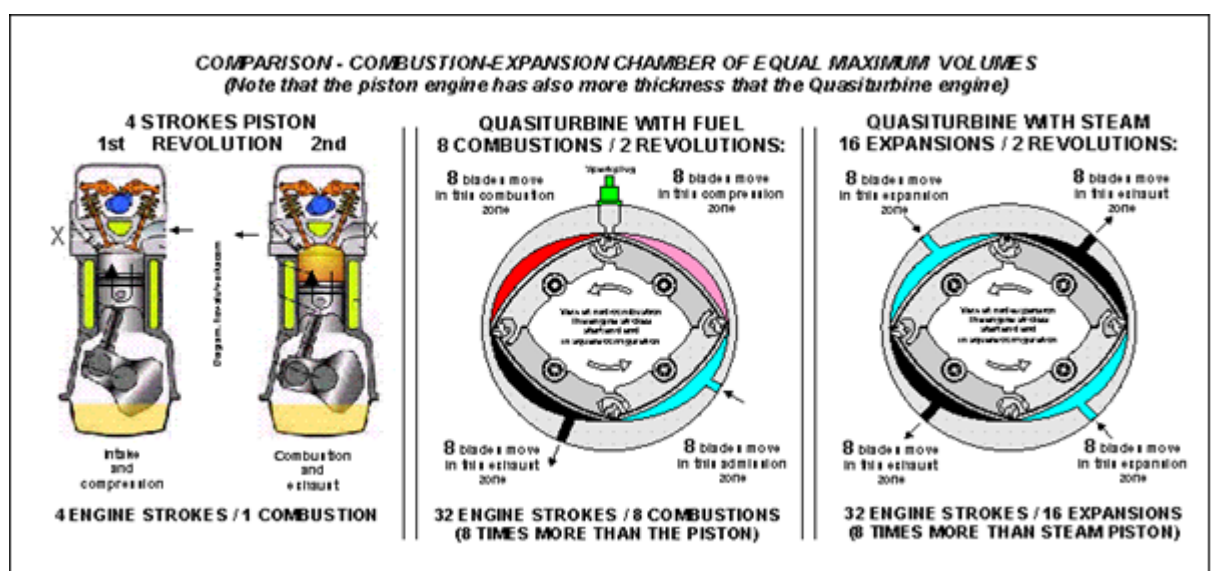 COMPARISON - COMBUSTION-EXPANSION CHAMBER OF EQUAL MAXIMUM VOLUMES
(Note that the piston engine has also more thickness that the Quasiturbine engine)
4 STROKES PISTON
1st REVOLUTION 2nd
X
X
Intake
and
compression
Combustion
and
exhaust
4 ENGINE STROKES / 1 COMBUSTION
QUASITURBINE WITH FUEL
8 COMBUSTIONS / 2 REVOLUTIONS:
8 blades move
in this combustion
zone
8 blades move
in this compression
zone
8 blades move
in this exhaust
zone
8 blades move
in this admission
zone
32 ENGINE STROKES / 8 COMBUSTIONS
(8 TIMES MORE THAN THE PISTON)
QUASITURBINE WITH STEAM
16 EXPANSIONS / 2 REVOLUTIONS:
8 blades move
in this expansion
zone
8 blades move
in this exhaust
zone
8 blades move
in this exhaust
zone
8 blades move
in this expansion
zone
32 ENGINE STROKES / 16 EXPANSIONS
(8 TIMES MORE THAN STEAM PISTON)